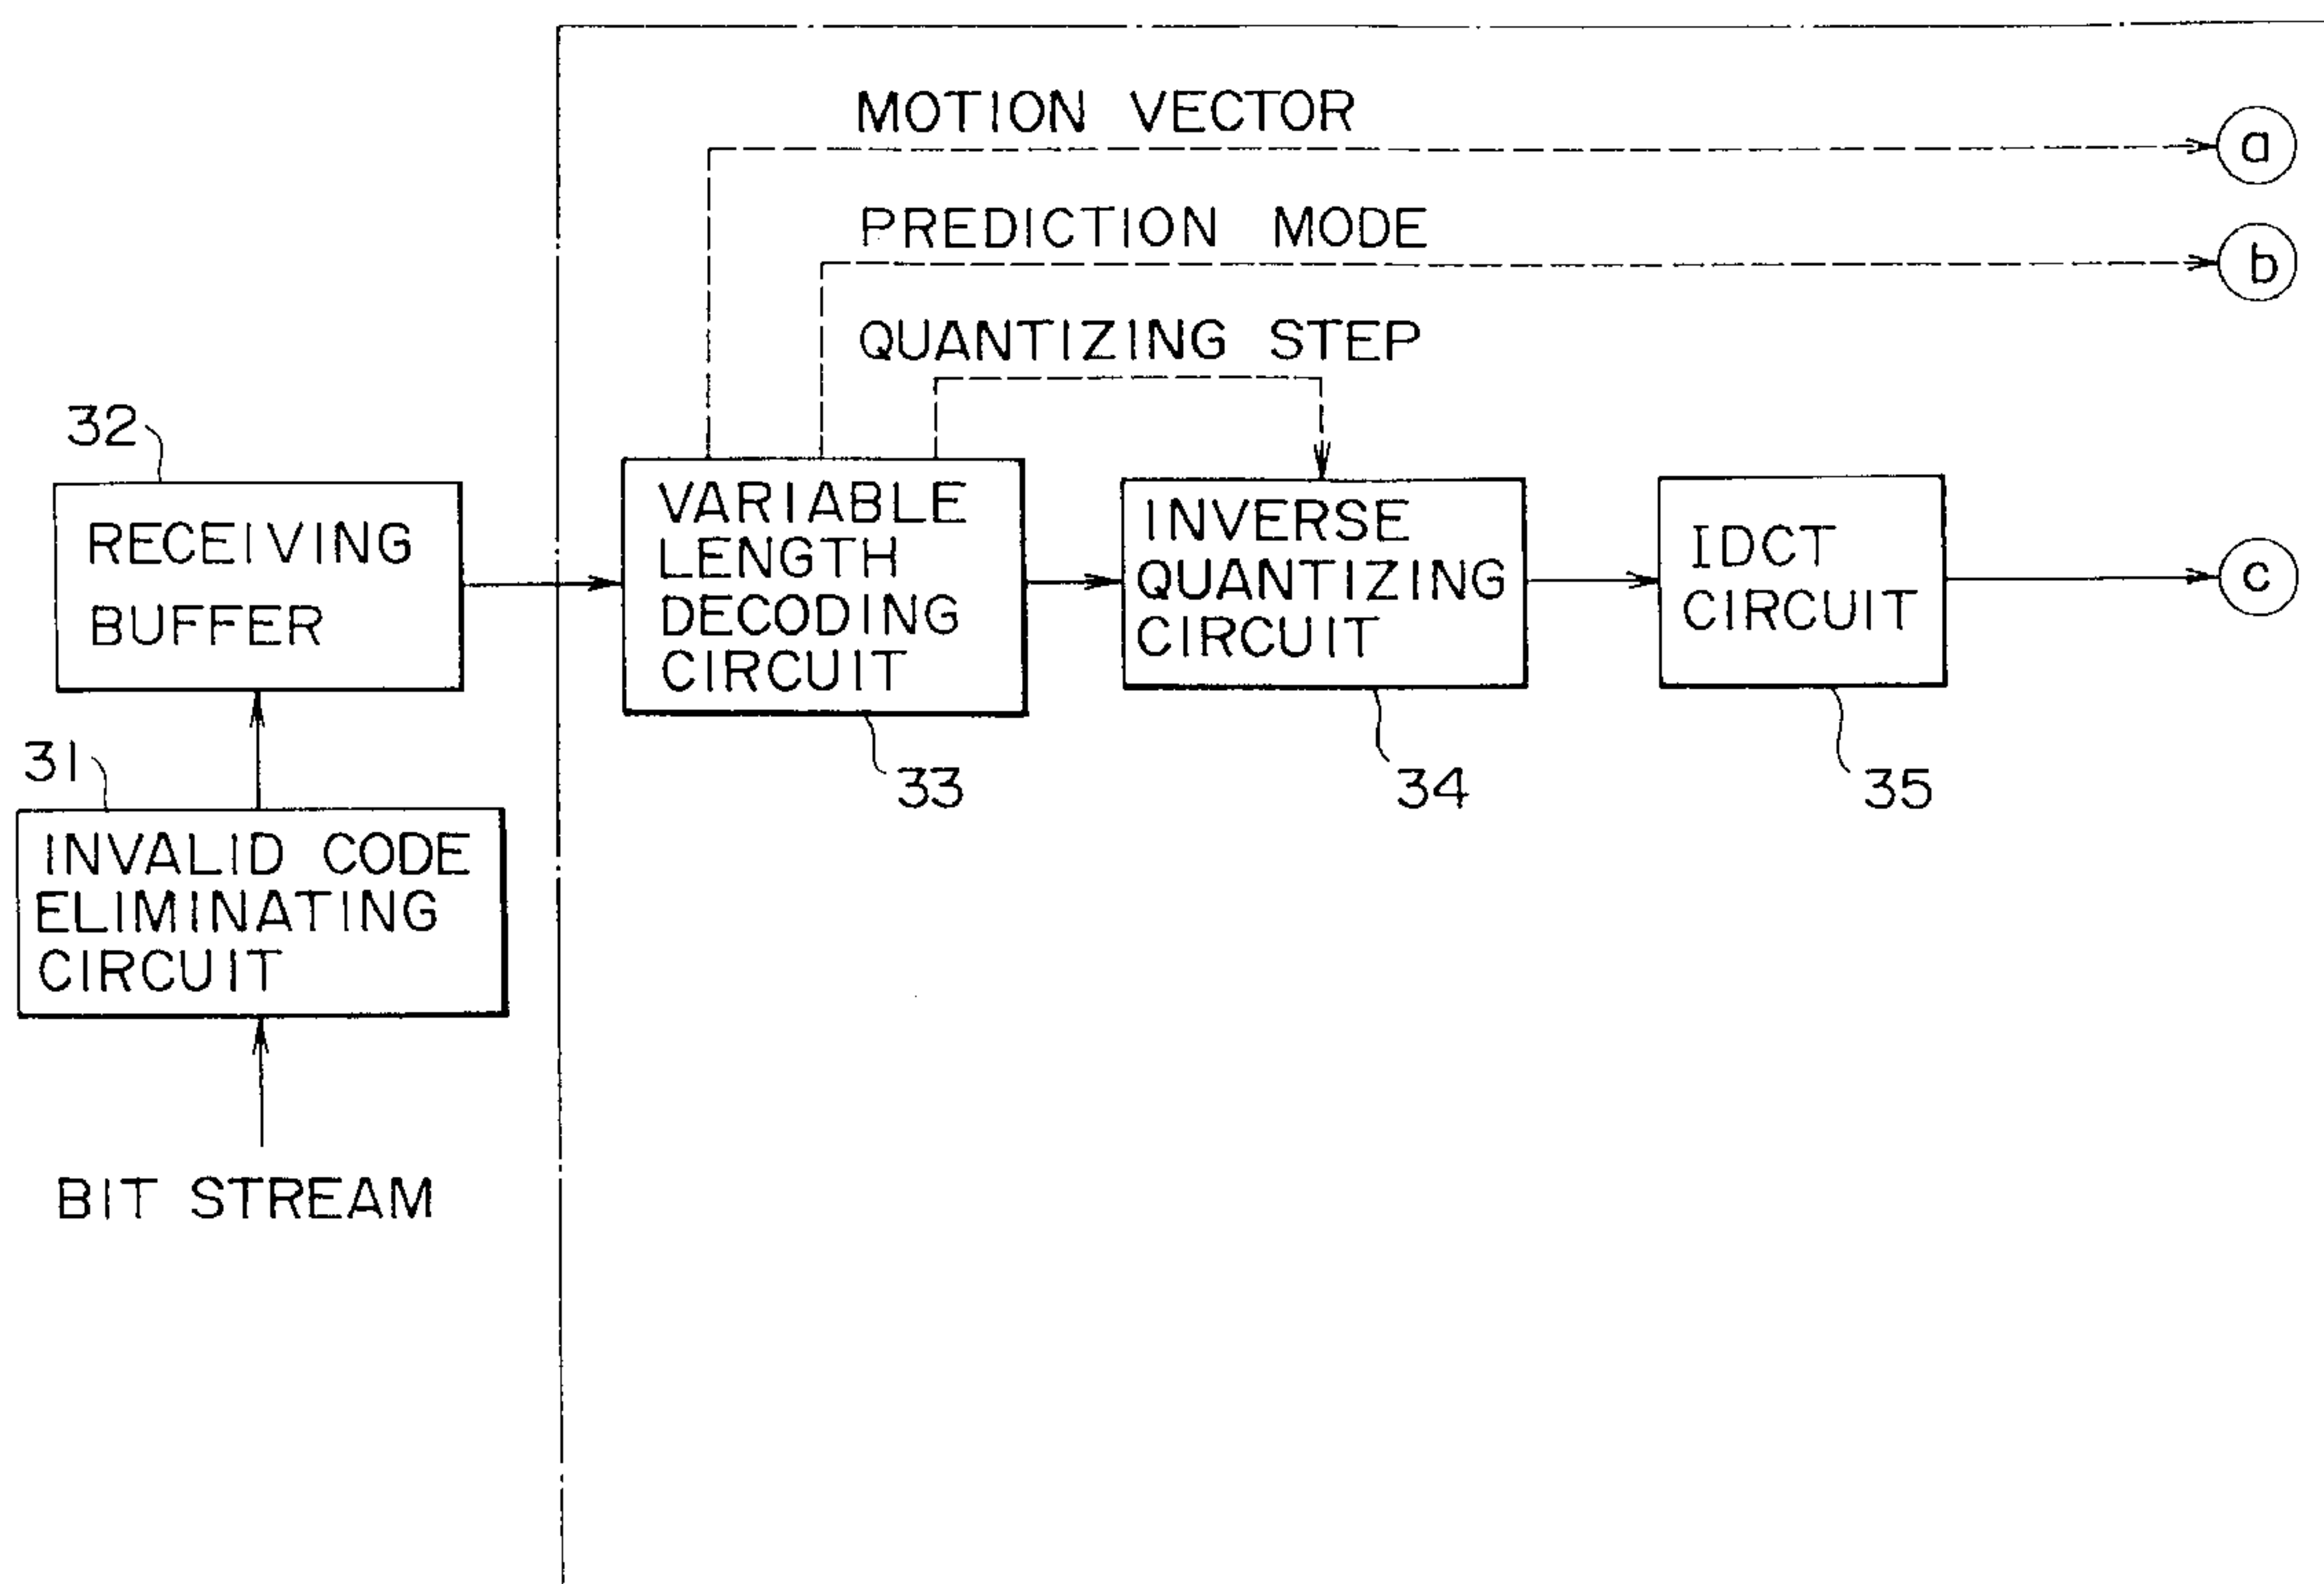 MOTION VECTOR
a
PREDICTION MODE
b
QUANTIZING STEP
32
RECEIVING
BUFFER
VARIABLE
LENGTH
DECODING
CIRCUIT
33
INVERSE
QUANTIZING
CIRCUIT
34
IDCT
CIRCUIT
35
c
31
INVALID CODE
ELIMINATING
CIRCUIT
BIT STREAM